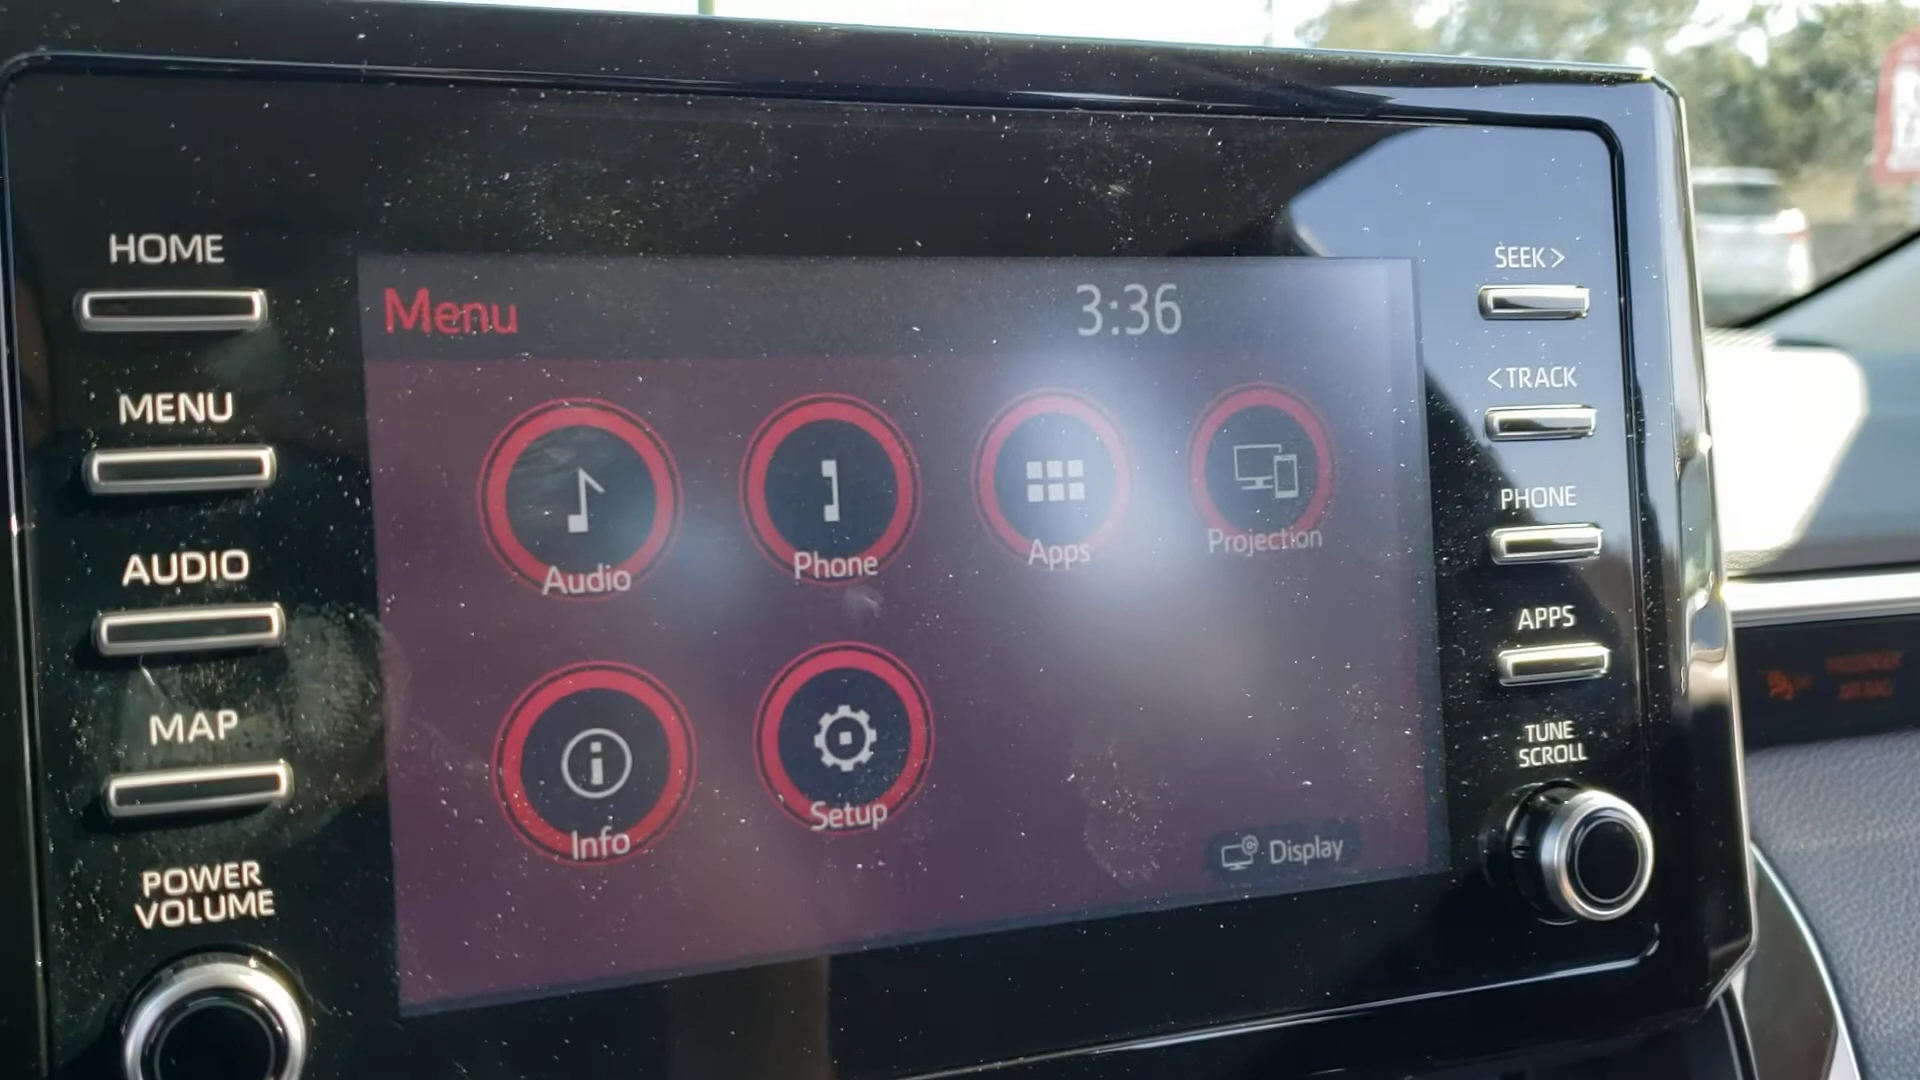 HOME
MENU
AUDIO
MAP
POWER
VOLUME
Menu
3:36
Audio
Phone
Apps
Projection
Info
Setup
Display
SEEK >
< TRACK
PHONE
APPS
TUNE
SCROLL